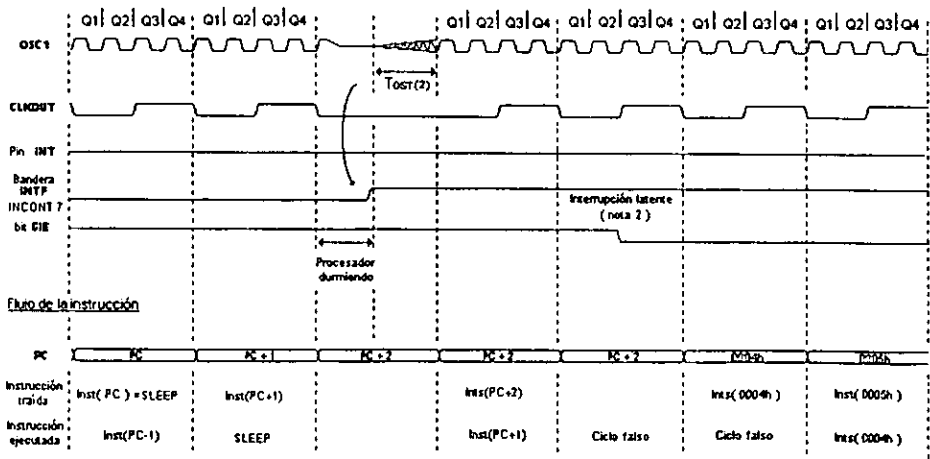 Q1 Q2 Q3 Q4 Q1 Q2 Q3 Q4 Q1 Q2 Q3 Q4 Q1 Q2 Q3 Q4 Q1 Q2 Q3 Q4 Q1 Q2 Q3 Q4
OSC1
TOST(2)
CLKOUT
Pin INT
Bandera
INTF
INCONT 7
Interrupción latente
( nota 2 )
bit GIE
Procesador
durmiendo
Flujo de la instrucción
PC PC PC + 1 PC + 2 PC + 2 PC + 2 0004h 0005h
Instrucción
traída
Inst( PC ) = SLEEP Inst(PC+1) Ints(PC+2) Ints( 0004h ) Inst( 0005h )
Instrucción
ejecutada
Inst(PC-1) SLEEP Inst(PC+1) Ciclo falso Ciclo falso Ints( 0004h )